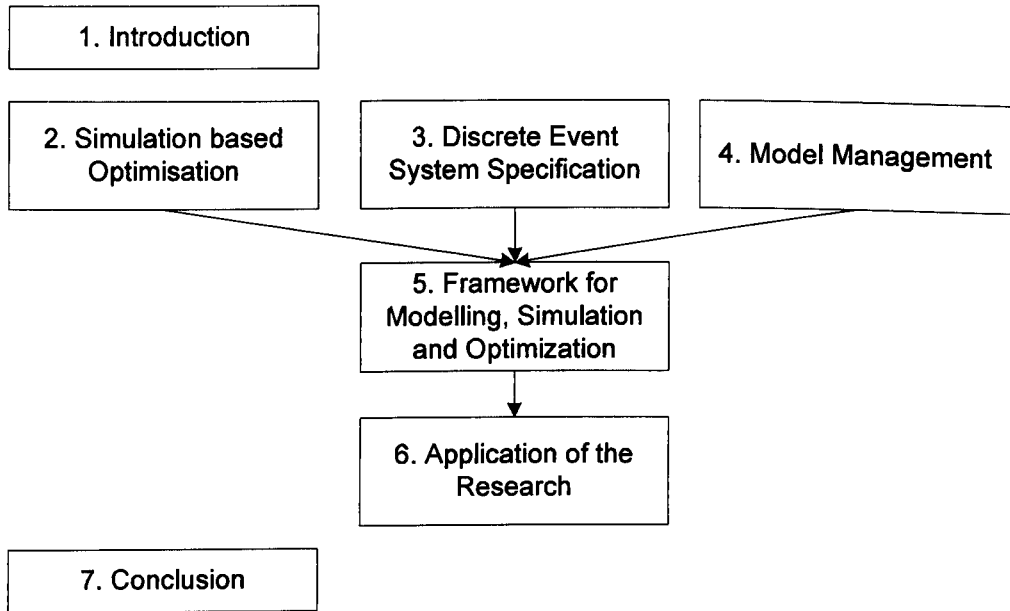 1. Introduction
2. Simulation based
Optimisation
3. Discrete Event
System Specification
4. Model Management
5. Framework for
Modelling, Simulation
and Optimization
6. Application of the
Research
7. Conclusion